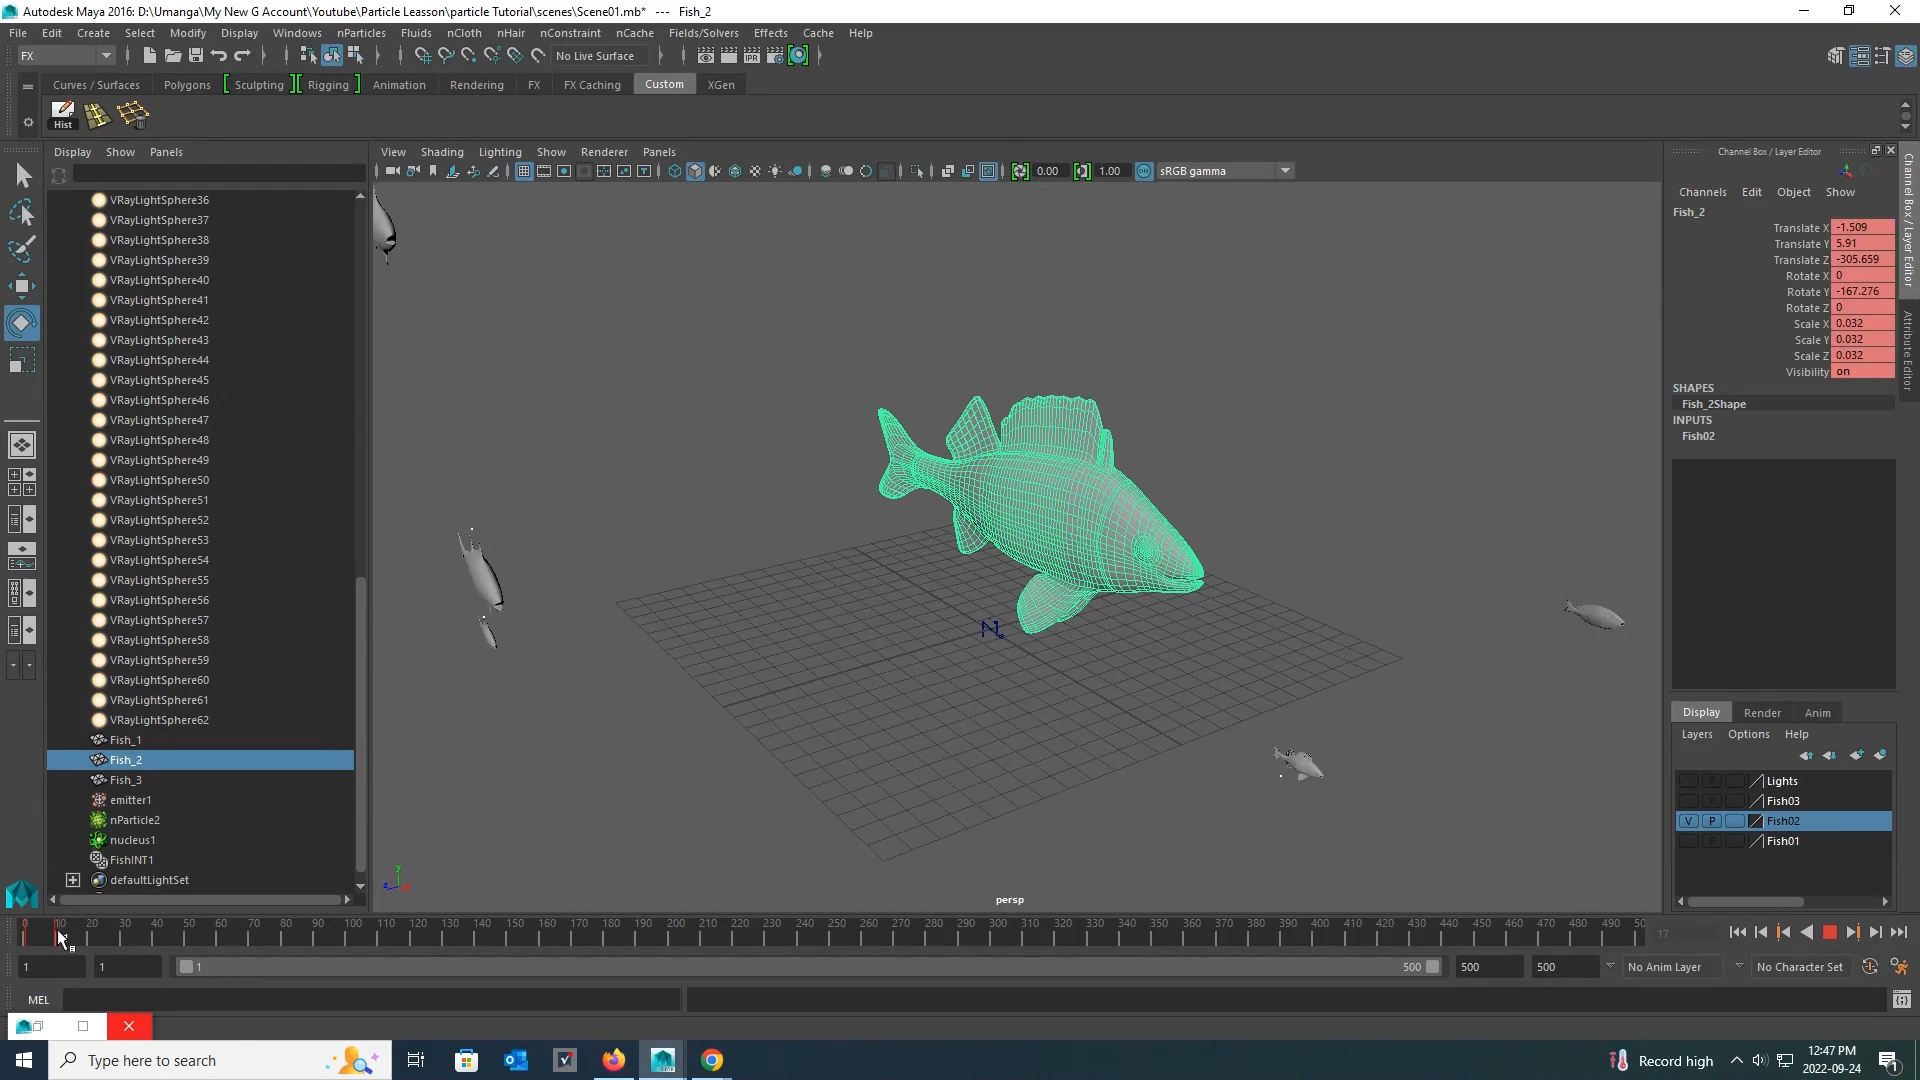 Autodesk Maya 2016: D:\Umanga\My New G Account\Youtube\Particle Leasson\particle Tutorial\scenes\Scene01.mb*   ---   Fish_2
File Edit Create Select Modify Display Windows nParticles Fluids nCloth nHair nConstraint nCache Fields/Solvers Effects Cache Help
FX No Live Surface
Curves / Surfaces Polygons Sculpting Rigging Animation Rendering FX FX Caching Custom XGen
Hist
Display Show Panels
View Shading Lighting Show Renderer Panels
0.00 1.00 ON sRGB gamma
VRayLightSphere36
VRayLightSphere37
VRayLightSphere38
VRayLightSphere39
VRayLightSphere40
VRayLightSphere41
VRayLightSphere42
VRayLightSphere43
VRayLightSphere44
VRayLightSphere45
VRayLightSphere46
VRayLightSphere47
VRayLightSphere48
VRayLightSphere49
VRayLightSphere50
VRayLightSphere51
VRayLightSphere52
VRayLightSphere53
VRayLightSphere54
VRayLightSphere55
VRayLightSphere56
VRayLightSphere57
VRayLightSphere58
VRayLightSphere59
VRayLightSphere60
VRayLightSphere61
VRayLightSphere62
Fish_1
Fish_2
Fish_3
emitter1
nParticle2
nucleus1
FishINT1
defaultLightSet
N
y
z
persp
Channel Box / Layer Editor
Channels Edit Object Show
Fish_2
Translate X -1.509
Translate Y 5.91
Translate Z -305.659
Rotate X 0
Rotate Y -167.276
Rotate Z 0
Scale X 0.032
Scale Y 0.032
Scale Z 0.032
Visibility on
SHAPES
Fish_2Shape
INPUTS
Fish02
Channel Box / Layer Editor
Attribute Editor
Display Render Anim
Layers Options Help
P Lights
P Fish03
V P Fish02
P Fish01
0 10 20 30 40 50 60 70 80 90 100 110 120 130 140 150 160 170 180 190 200 210 220 230 240 250 260 270 280 290 300 310 320 330 340 350 360 370 380 390 400 410 420 430 440 450 460 470 480 490 50
17
1 1 1 500 500 500 No Anim Layer No Character Set
MEL
Type here to search
Record high
12:47 PM
2022-09-24
1